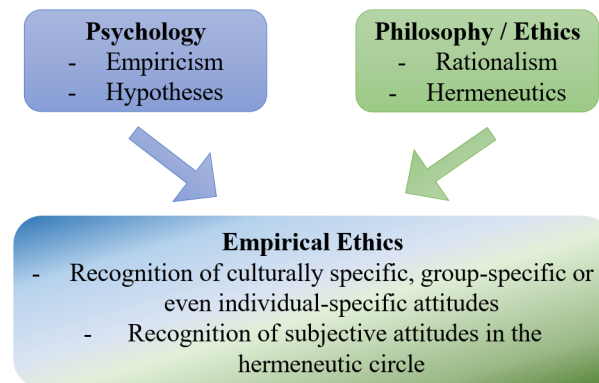 Psychology
- Empiricism
- Hypotheses
Philosophy / Ethics
- Rationalism
- Hermeneutics
Empirical Ethics
- Recognition of culturally specific, group-specific or
even individual-specific attitudes
- Recognition of subjective attitudes in the
hermeneutic circle